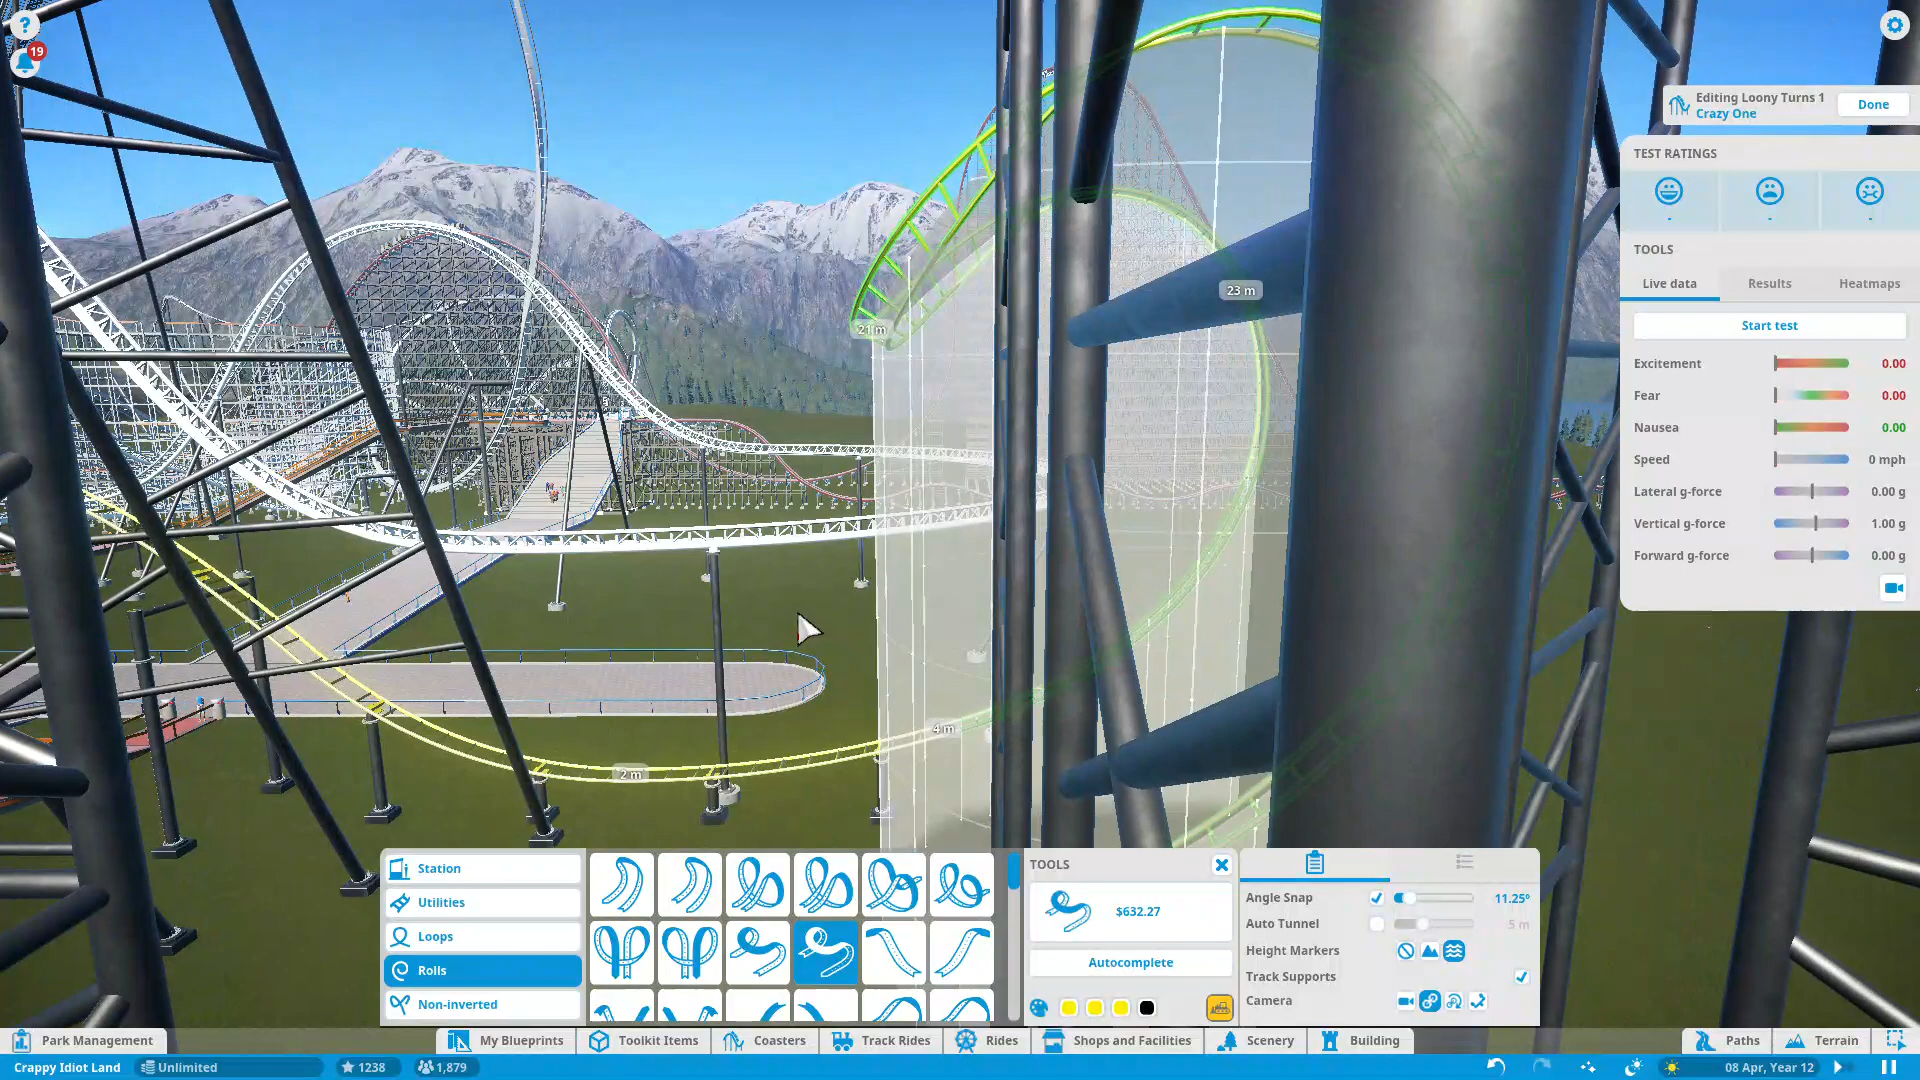 ?
19
Editing Loony Turns 1
Crazy One
Done
TEST RATINGS
-
-
-
TOOLS
Live data
Results
Heatmaps
Start test
Excitement
0.00
Fear
0.00
Nausea
0.00
Speed
0 mph
Lateral g-force
0.00 g
Vertical g-force
1.00 g
Forward g-force
0.00 g
23 m
21 m
4 m
2 m
Station
Utilities
Loops
Rolls
Non-inverted
TOOLS
$632.27
Autocomplete
Angle Snap
11.25º
Auto Tunnel
5 m
Height Markers
Track Supports
Camera
Park Management
My Blueprints
Toolkit Items
Coasters
Track Rides
Rides
Shops and Facilities
Scenery
Building
Paths
Terrain
Crappy Idiot Land
Unlimited
1238
1,879
08 Apr, Year 12